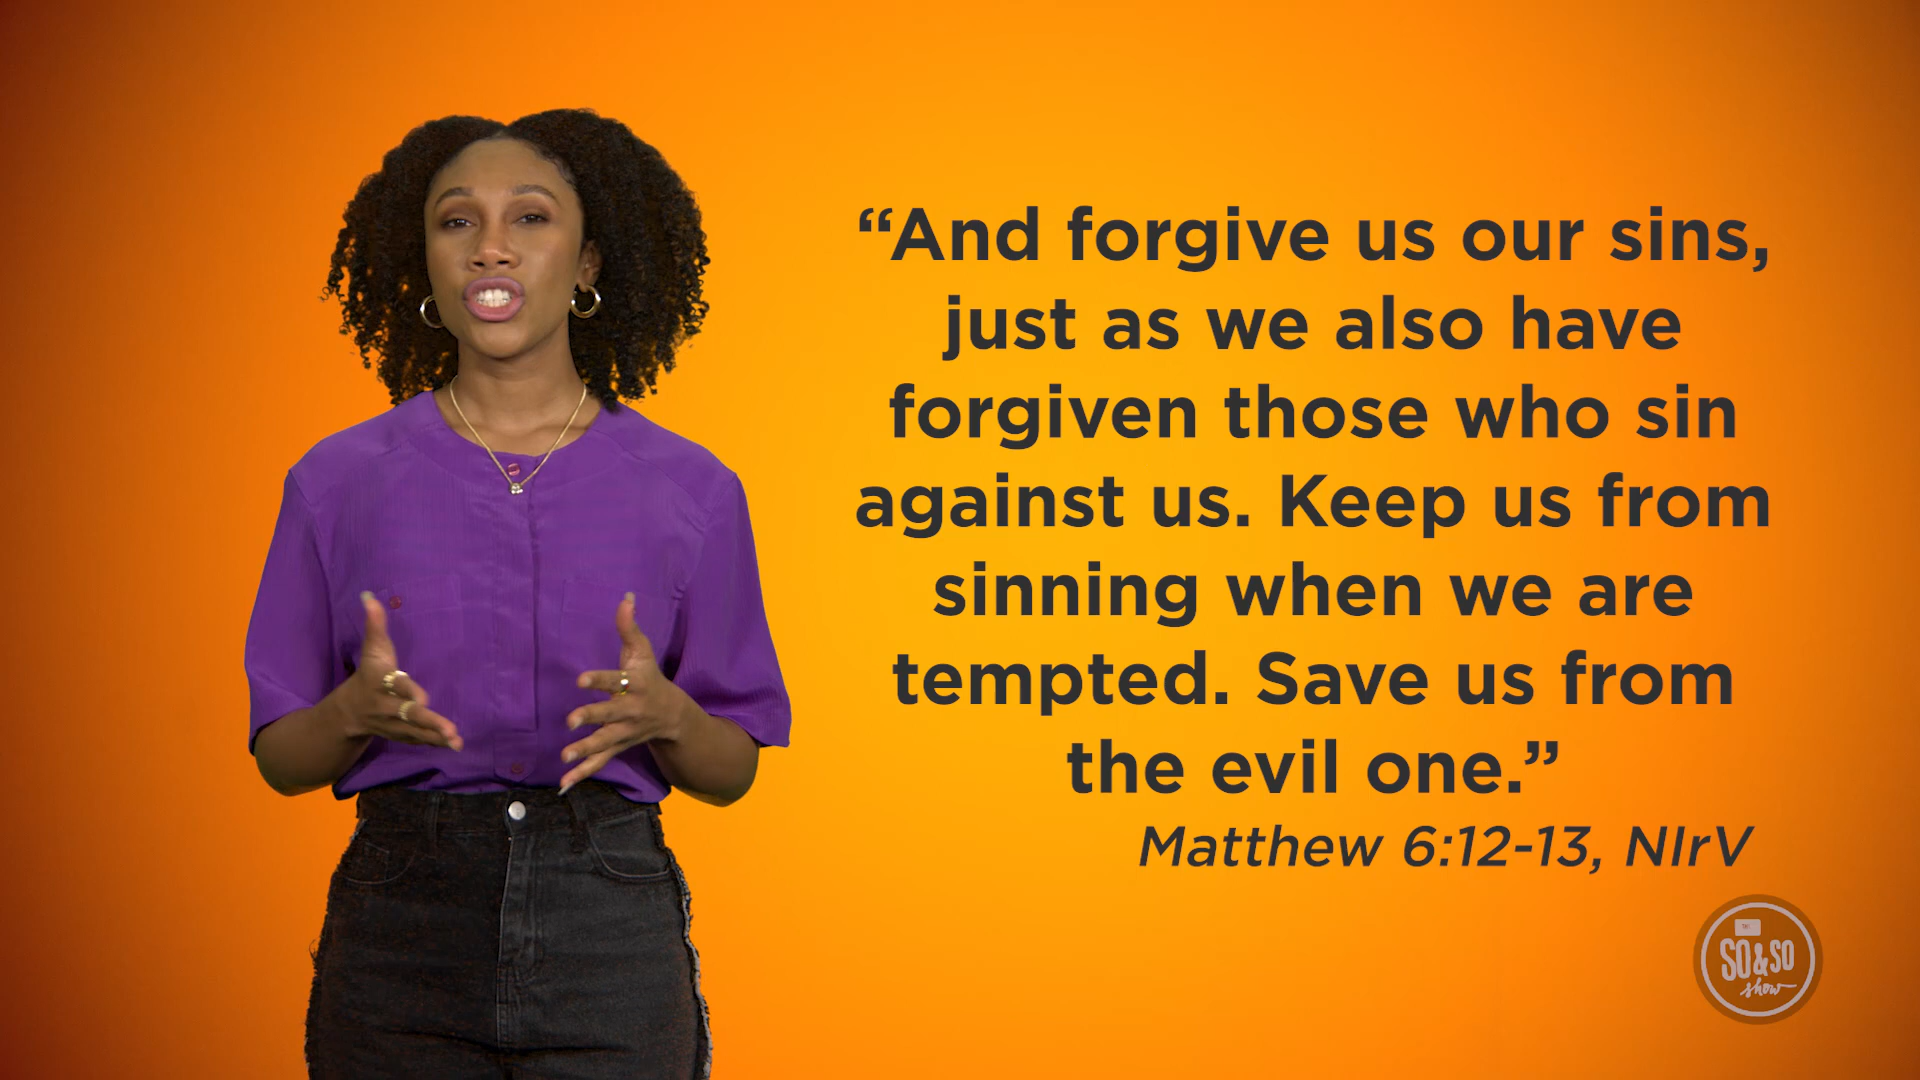 “And forgive us our sins,
just as we also have
forgiven those who sin
against us. Keep us from
sinning when we are
tempted. Save us from
the evil one.”
Matthew 6:12-13, NIrV
SO&SO
show